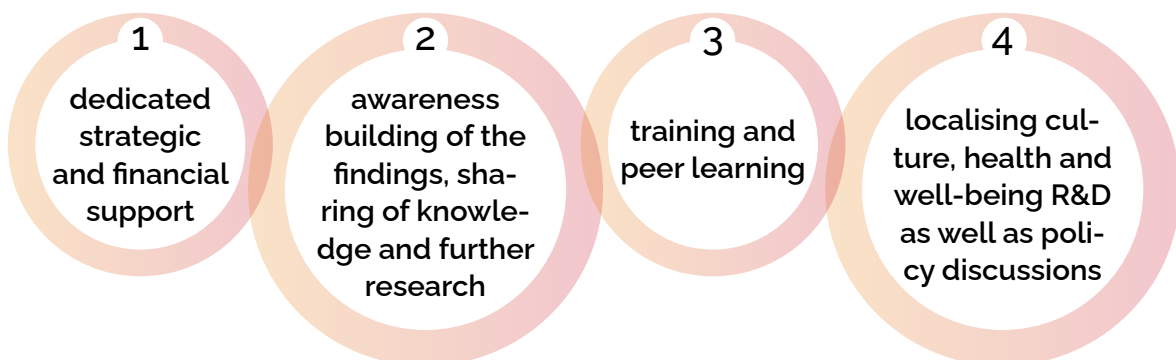 1
dedicated
strategic
and financial
support
2
awareness
building of the
findings, sha-
ring of knowle-
dge and further
research
3
training and
peer learning
4
localising cul-
ture, health and
well-being R&D
as well as poli-
cy discussions